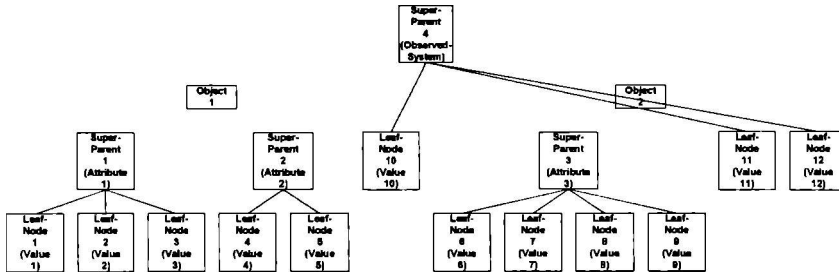 Super-
Parent
4
(Observed-
System)
Object
1
Object
2
Super-
Parent
1
(Attribute
1)
Super-
Parent
2
(Attribute
2)
Leaf-
Node
10
(Value
10)
Super-
Parent
3
(Attribute
3)
Leaf-
Node
11
(Value
11)
Leaf-
Node
12
(Value
12)
Leaf-
Node
1
(Value
1)
Leaf-
Node
2
(Value
2)
Leaf-
Node
3
(Value
3)
Leaf-
Node
4
(Value
4)
Leaf-
Node
5
(Value
5)
Leaf-
Node
6
(Value
6)
Leaf-
Node
7
(Value
7)
Leaf-
Node
8
(Value
8)
Leaf-
Node
9
(Value
9)